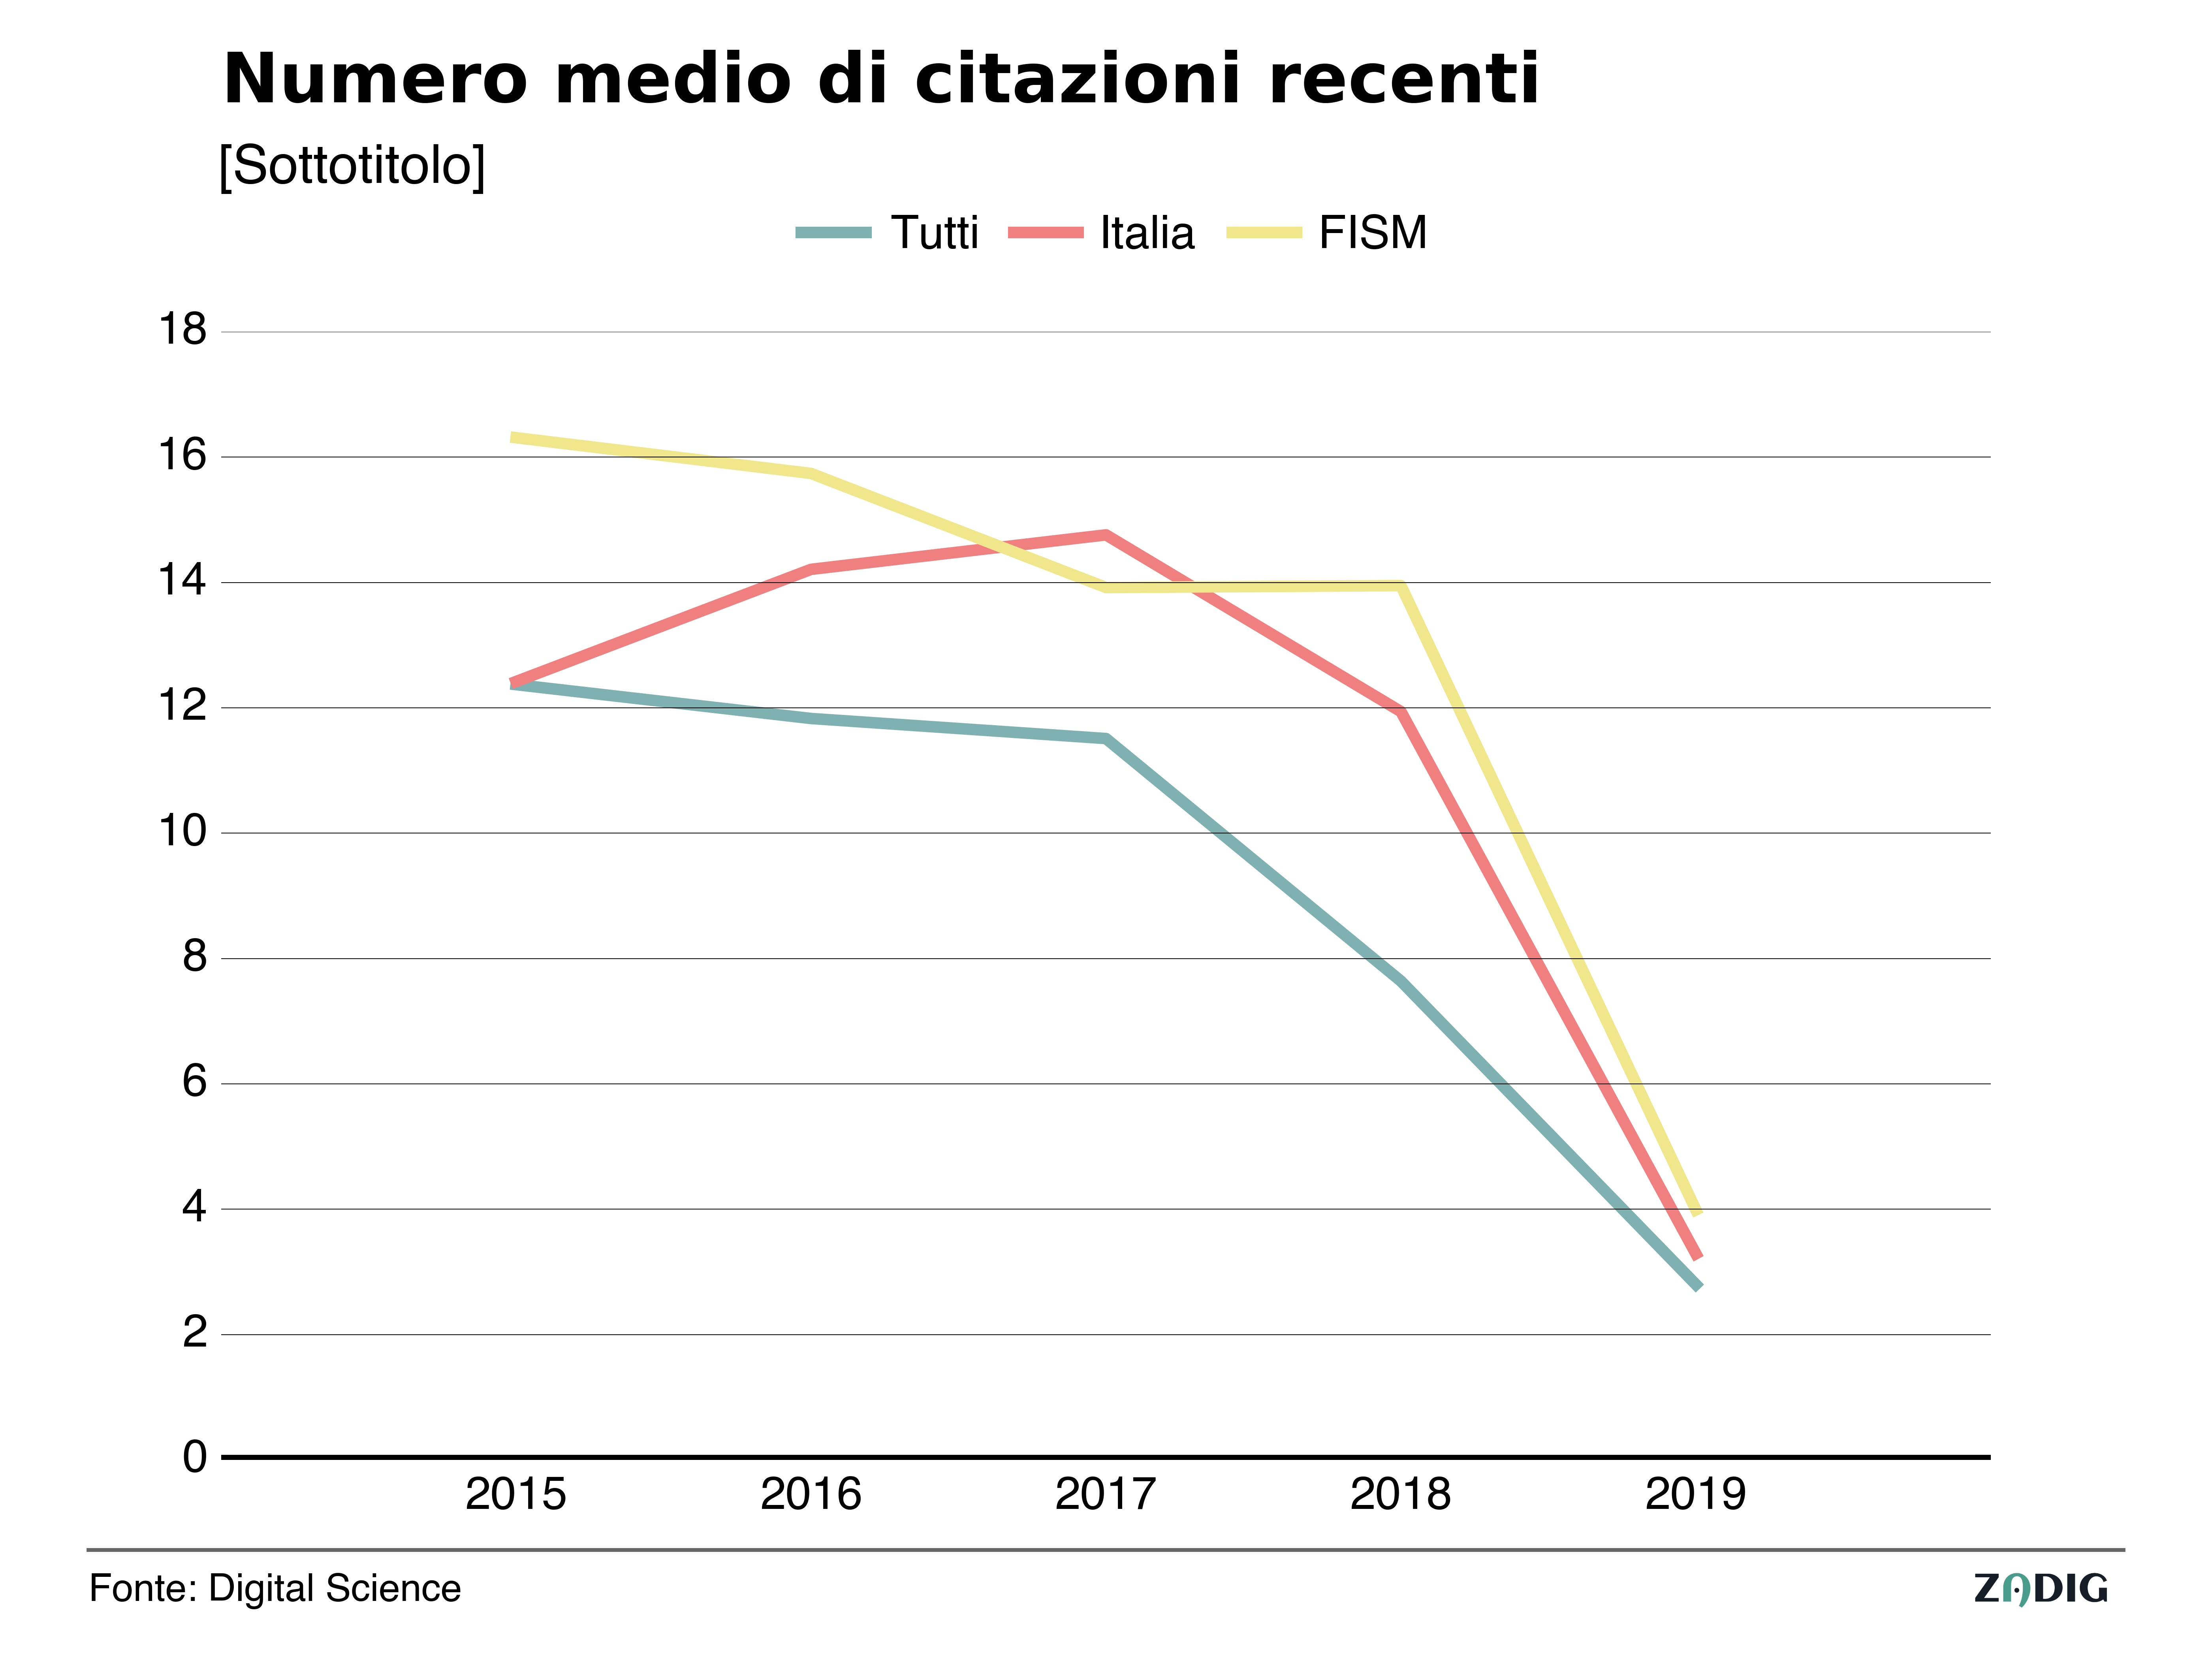 Numero medio di citazioni recenti
[Sottotitolo]
Tutti Italia FISM
18
16
14
12
10
8
6
4
2
0
2015 2016 2017 2018 2019
Fonte: Digital Science
ZADIG